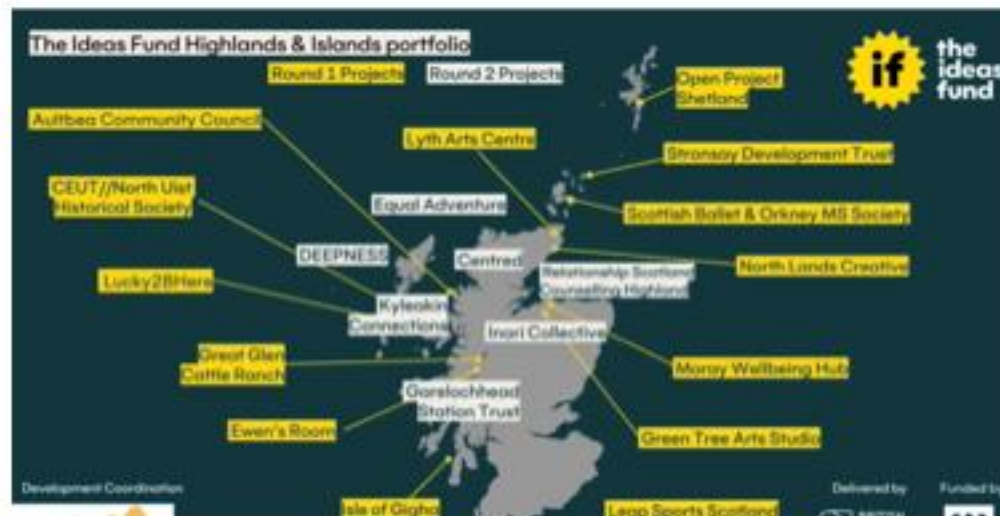 The Ideas Fund Highlands & Islands portfolio
if
the
ideas
fund
Round 1 Projects
Round 2 Projects
Open Project
Shetland
Aultbea Community Council
Lyth Arts Centre
Stronsay Development Trust
CEUT//North Uist
Historical Society
Equal Adventure
Scottish Ballet & Orkney MS Society
DEEPNESS
Centred
North Lands Creative
Relationship Scotland
Counselling Highland
Lucky2BHere
Kyleakin
Connections
Inari Collective
Great Glen
Cattle Ranch
Moray Wellbeing Hub
Garelochhead
Station Trust
Ewen's Room
Green Tree Arts Studio
Development Coordination
Isle of Gigha
Leap Sports Scotland
Delivered by
Funded by
BRITISH